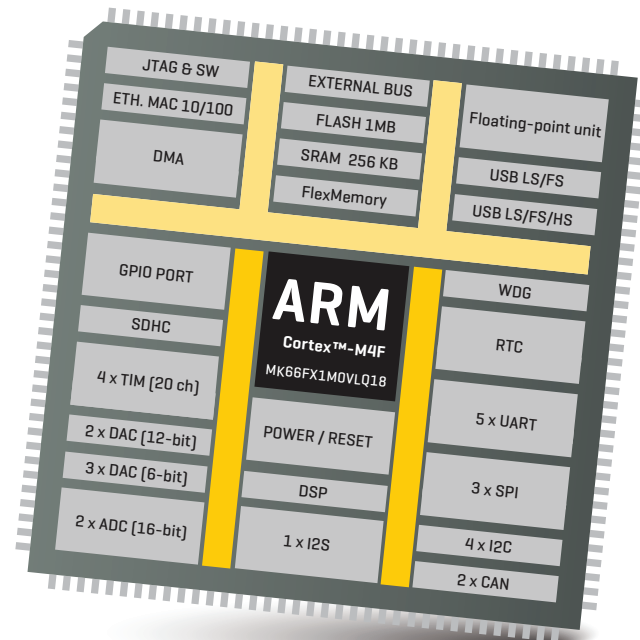 JTAG & SW
ETH. MAC 10/100
DMA
EXTERNAL BUS
FLASH 1MB
SRAM 256 KB
FlexMemory
Floating-point unit
USB LS/FS
USB LS/FS/HS
GPIO PORT
SDHC
4 x TIM (20 ch)
2 x DAC (12-bit)
3 x DAC (6-bit)
2 x ADC (16-bit)
ARM
Cortex™-M4F
MK66FX1M0VLQ18
POWER / RESET
DSP
1 x I2S
WDG
RTC
5 x UART
3 x SPI
4 x I2C
2 x CAN